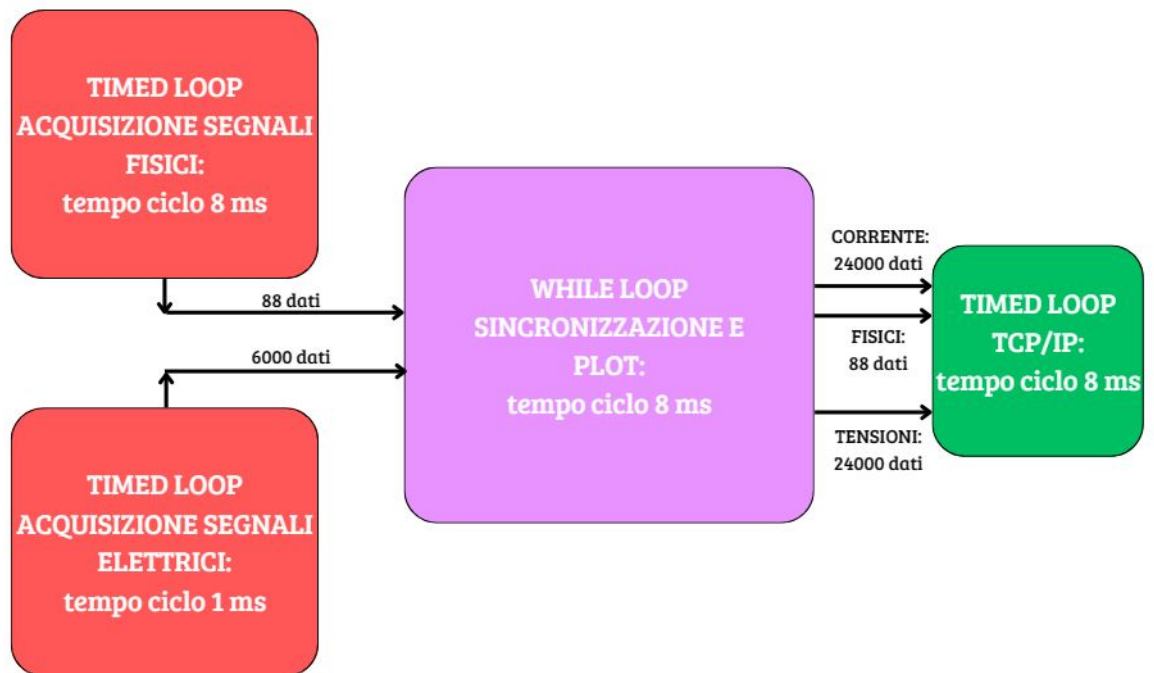 TIMED LOOP
ACQUISIZIONE SEGNALI
FISICI:
tempo ciclo 8 ms
88 dati
6000 dati
TIMED LOOP
ACQUISIZIONE SEGNALI
ELETTRICI:
tempo ciclo 1 ms
WHILE LOOP
SINCRONIZZAZIONE E
PLOT:
tempo ciclo 8 ms
CORRENTE:
24000 dati
FISICI:
88 dati
TENSIONI:
24000 dati
TIMED LOOP
TCP/IP:
tempo ciclo 8 ms